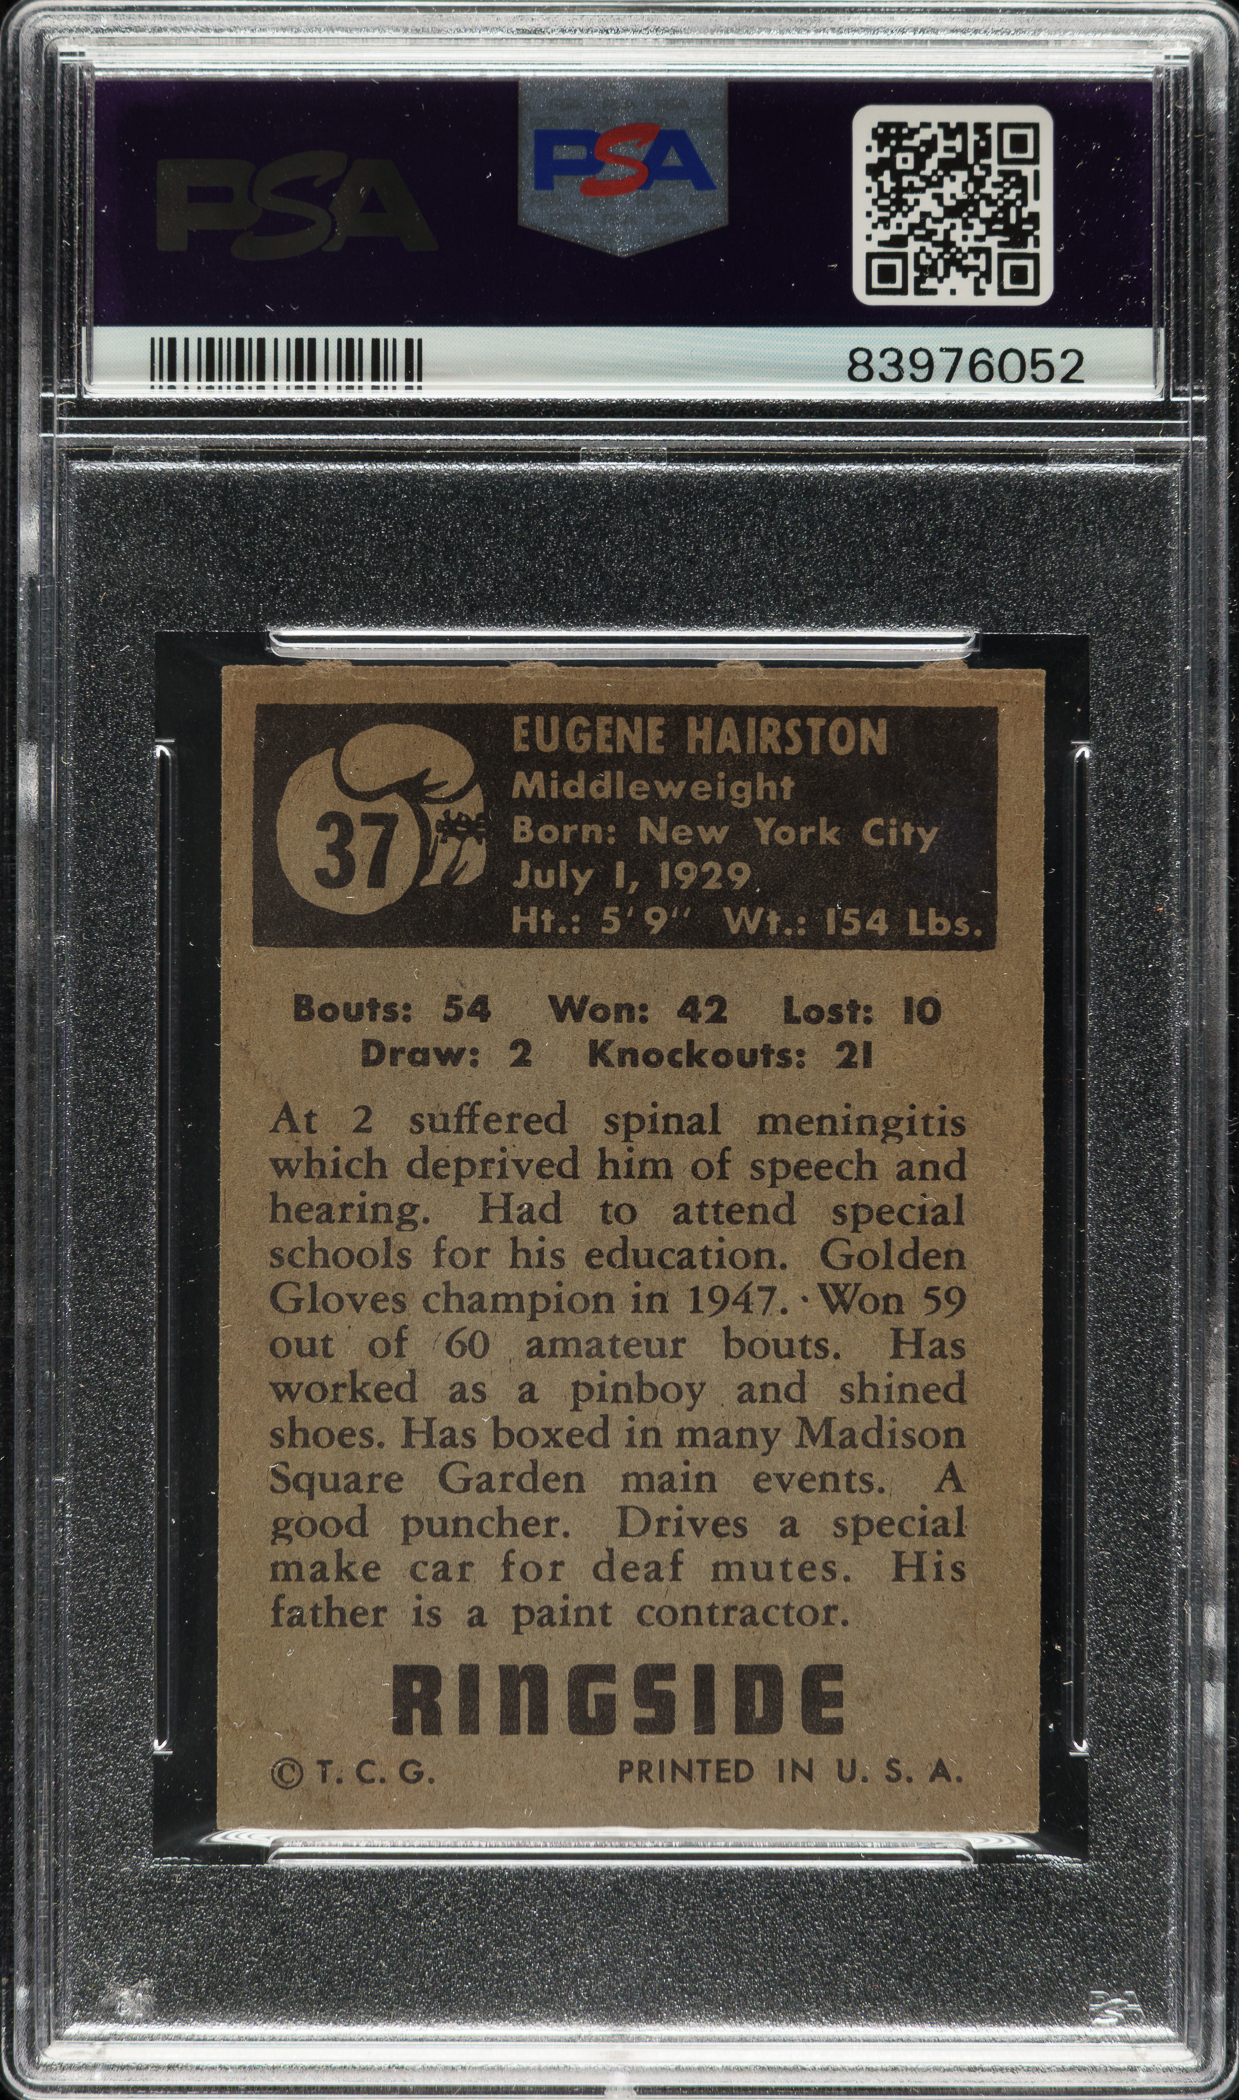 PSA
PSA
83976052
37
EUGENE HAIRSTON
Middleweight
Born: New York City
July 1, 1929
Ht.: 5'9" Wt.: 154 Lbs.
Bouts: 54 Won: 42 Lost: 10
Draw: 2 Knockouts: 21
At 2 suffered spinal meningitis
which deprived him of speech and
hearing. Had to attend special
schools for his education. Golden
Gloves champion in 1947. Won 59
out of 60 amateur bouts. Has
worked as a pinboy and shined
shoes. Has boxed in many Madison
Square Garden main events. A
good puncher. Drives a special
make car for deaf mutes. His
father is a paint contractor.
RINGSIDE
© T. C. G. PRINTED IN U. S. A.
PSA